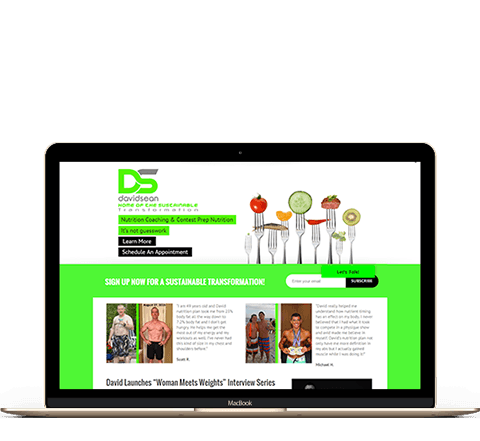 DS
davidsean
HOME OF THE SUSTAINABLE
Transformation
Nutrition Coaching & Contest Prep Nutrition
It's not guesswork
Learn More
Schedule An Appointment
SIGN UP NOW FOR A SUSTAINABLE TRANSFORMATION!
Let's Talk!
Enter your email
SUBSCRIBE
"I am 49 years old and David
nutrition plan took me from 20%
body fat all the way down to
7.2% body fat and I don't get
hungry. He helps me get the
most out of my energy and my
workouts as well. I've never had
this kind of size in my chest and
shoulders before."
Scott R.
"David really helped me
understand how nutrient timing
has an effect on my body. I never
believed that I had what it took
to compete in a physique show
and
made me believe in
myself. David's nutrition plan
not
only have me more definition in
my abs but I actually gained
muscle while I was doing it."
Michael H.
David Launches "Woman Meets Weights" Interview Series
MacBook